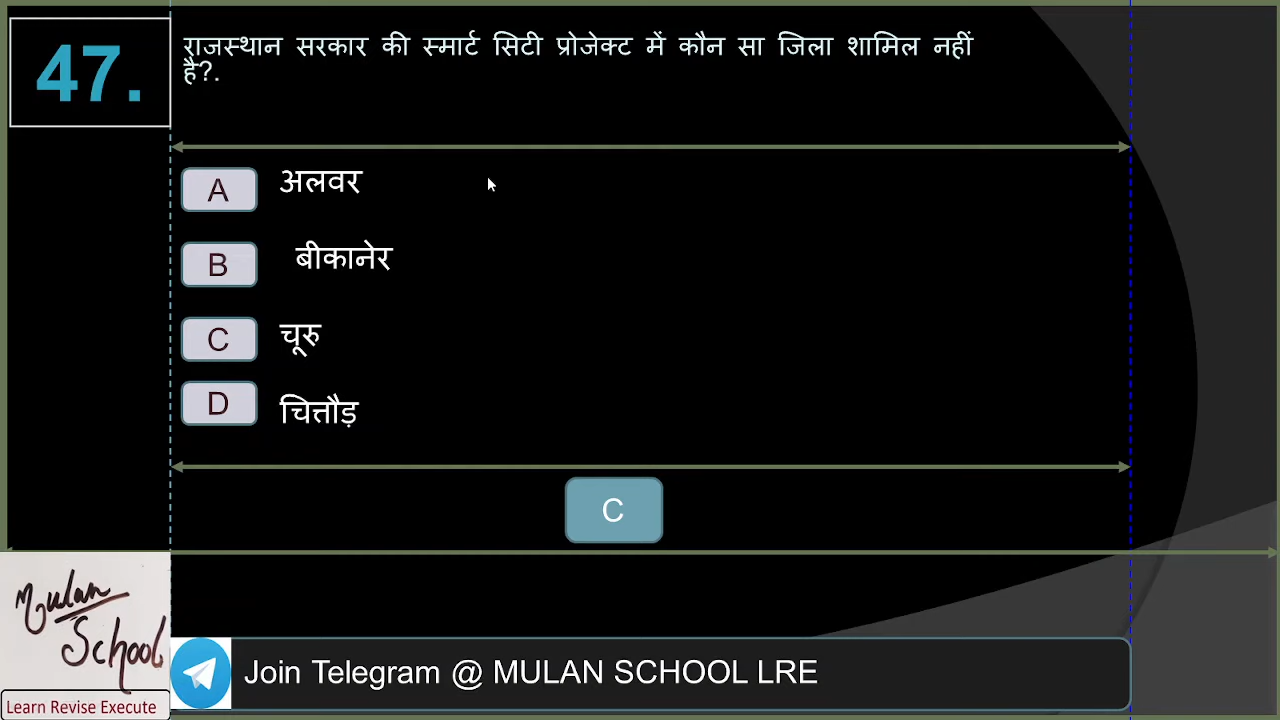 47.
राजस्थान सरकार की स्मार्ट सिटी प्रोजेक्ट में कौन सा जिला शामिल नहीं
है?.
A अलवर
B बीकानेर
C चूरु
D चित्तौड़
C
Mulan
School
Learn Revise Execute
Join Telegram @ MULAN SCHOOL LRE